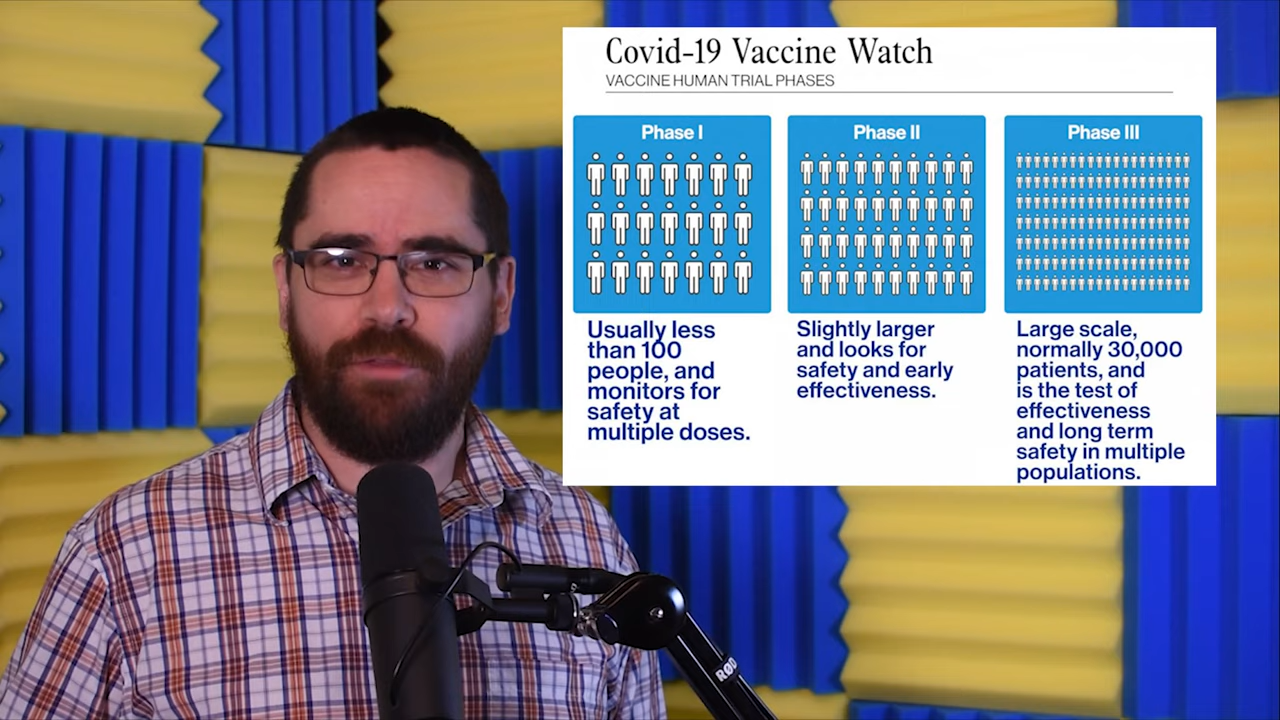 Covid-19 Vaccine Watch
VACCINE HUMAN TRIAL PHASES
Phase I
Usually less
than 100
people, and
monitors for
safety at
multiple doses.
Phase II
Slightly larger
and looks for
safety and early
effectiveness.
Phase III
Large scale,
normally 30,000
patients, and
is the test of
effectiveness
and long term
safety in multiple
populations.
RØDE